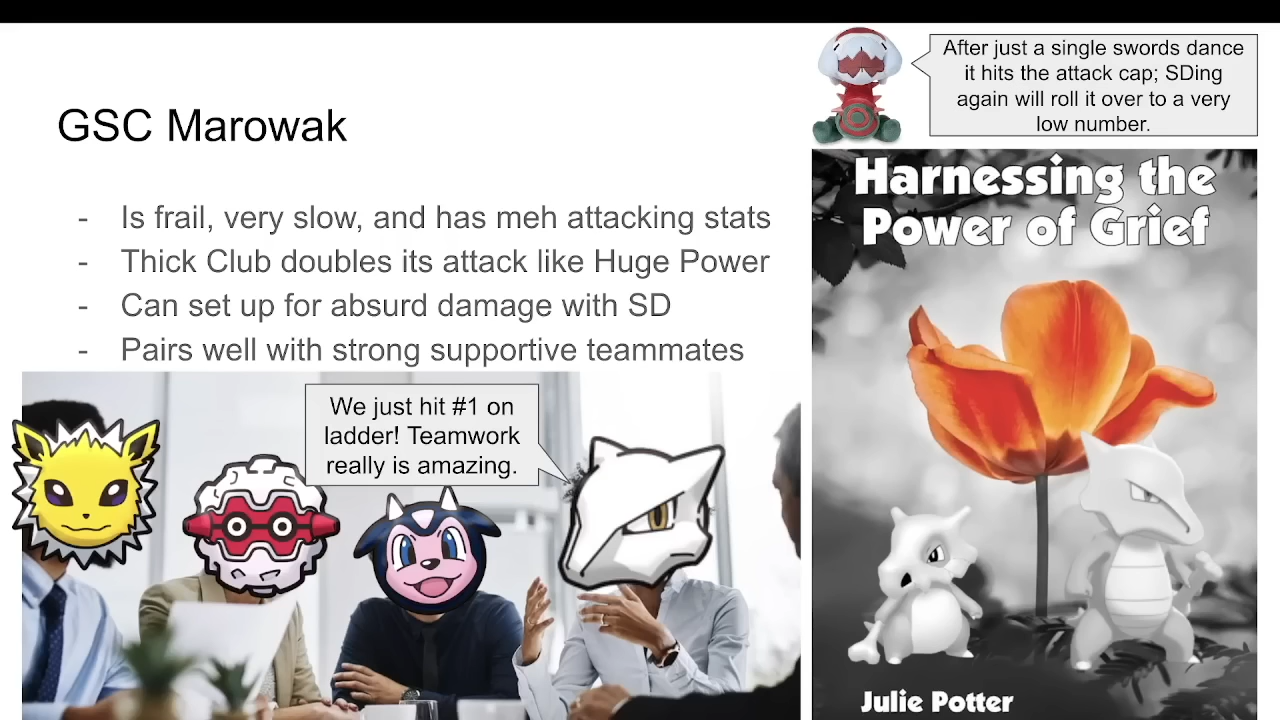 GSC Marowak
- Is frail, very slow, and has meh attacking stats
- Thick Club doubles its attack like Huge Power
- Can set up for absurd damage with SD
- Pairs well with strong supportive teammates
We just hit #1 on
ladder! Teamwork
really is amazing.
After just a single swords dance
it hits the attack cap; SDing
again will roll it over to a very
low number.
Harnessing the
Power of Grief
Julie Potter